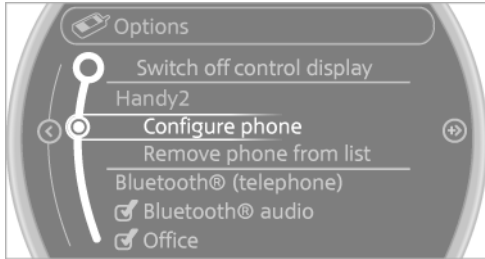 Options
Switch off control display
Handy2
Configure phone
Remove phone from list
Bluetooth® (telephone)
Bluetooth® audio
Office